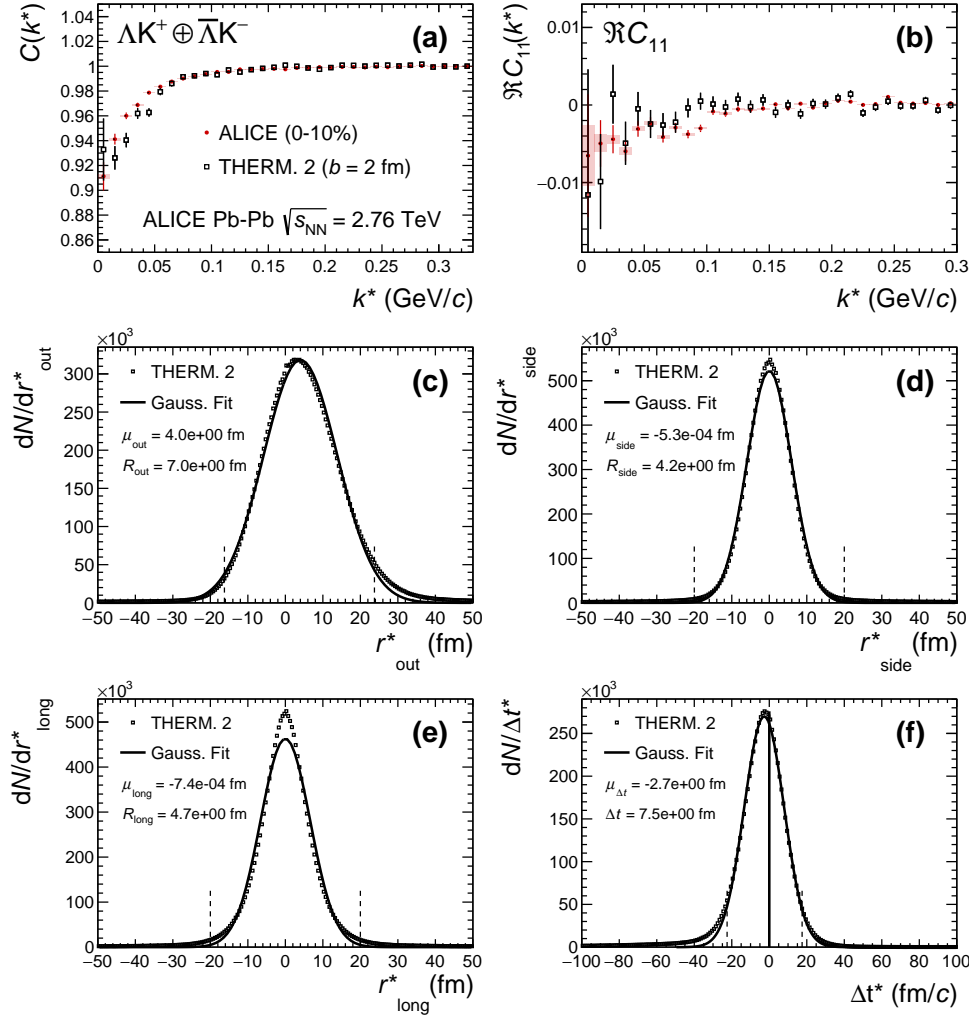 C(k*)
1.04
1.02
1
0.98
0.96
0.94
0.92
0.9
0.88
0.86
ΛK⁺ ⊕ Λ̅K⁻
(a)
ALICE (0-10%)
THERM. 2 (b = 2 fm)
ALICE Pb-Pb √sNN = 2.76 TeV
0 0.05 0.1 0.15 0.2 0.25 0.3
k* (GeV/c)
ℜC₁₁(k*)
0.01
0
−0.01
ℜC₁₁
(b)
0 0.05 0.1 0.15 0.2 0.25 0.3
k* (GeV/c)
×10³
dN/dr*out
300
250
200
150
100
50
0
THERM. 2
Gauss. Fit
μout = 4.0e+00 fm
Rout = 7.0e+00 fm
(c)
−50 −40 −30 −20 −10 0 10 20 30 40 50
r*out (fm)
×10³
dN/dr*side
500
400
300
200
100
0
THERM. 2
Gauss. Fit
μside = -5.3e-04 fm
Rside = 4.2e+00 fm
(d)
−50 −40 −30 −20 −10 0 10 20 30 40 50
r*side (fm)
×10³
dN/dr*long
500
400
300
200
100
0
THERM. 2
Gauss. Fit
μlong = -7.4e-04 fm
Rlong = 4.7e+00 fm
(e)
−50 −40 −30 −20 −10 0 10 20 30 40 50
r*long (fm)
×10³
dN/Δt*
250
200
150
100
50
0
THERM. 2
Gauss. Fit
μΔt = -2.7e+00 fm
Δt = 7.5e+00 fm
(f)
−100 −80 −60 −40 −20 0 20 40 60 80 100
Δt* (fm/c)